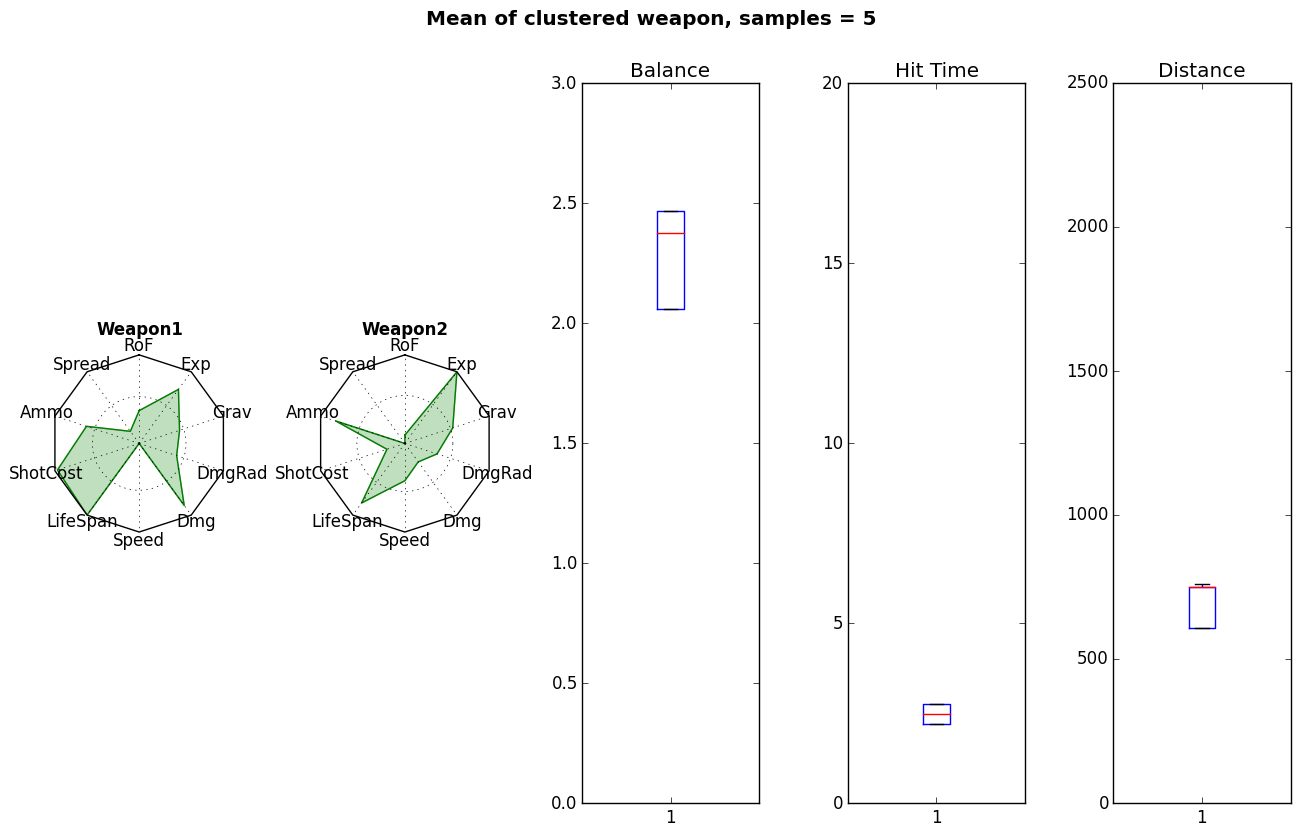 Mean of clustered weapon, samples = 5
Weapon1
RoF
Spread
Exp
Ammo
Grav
ShotCost
DmgRad
LifeSpan
Dmg
Speed
Weapon2
RoF
Spread
Exp
Ammo
Grav
ShotCost
DmgRad
LifeSpan
Dmg
Speed
Balance
3.0
2.5
2.0
1.5
1.0
0.5
0.0
1
Hit Time
20
15
10
5
0
1
Distance
2500
2000
1500
1000
500
0
1